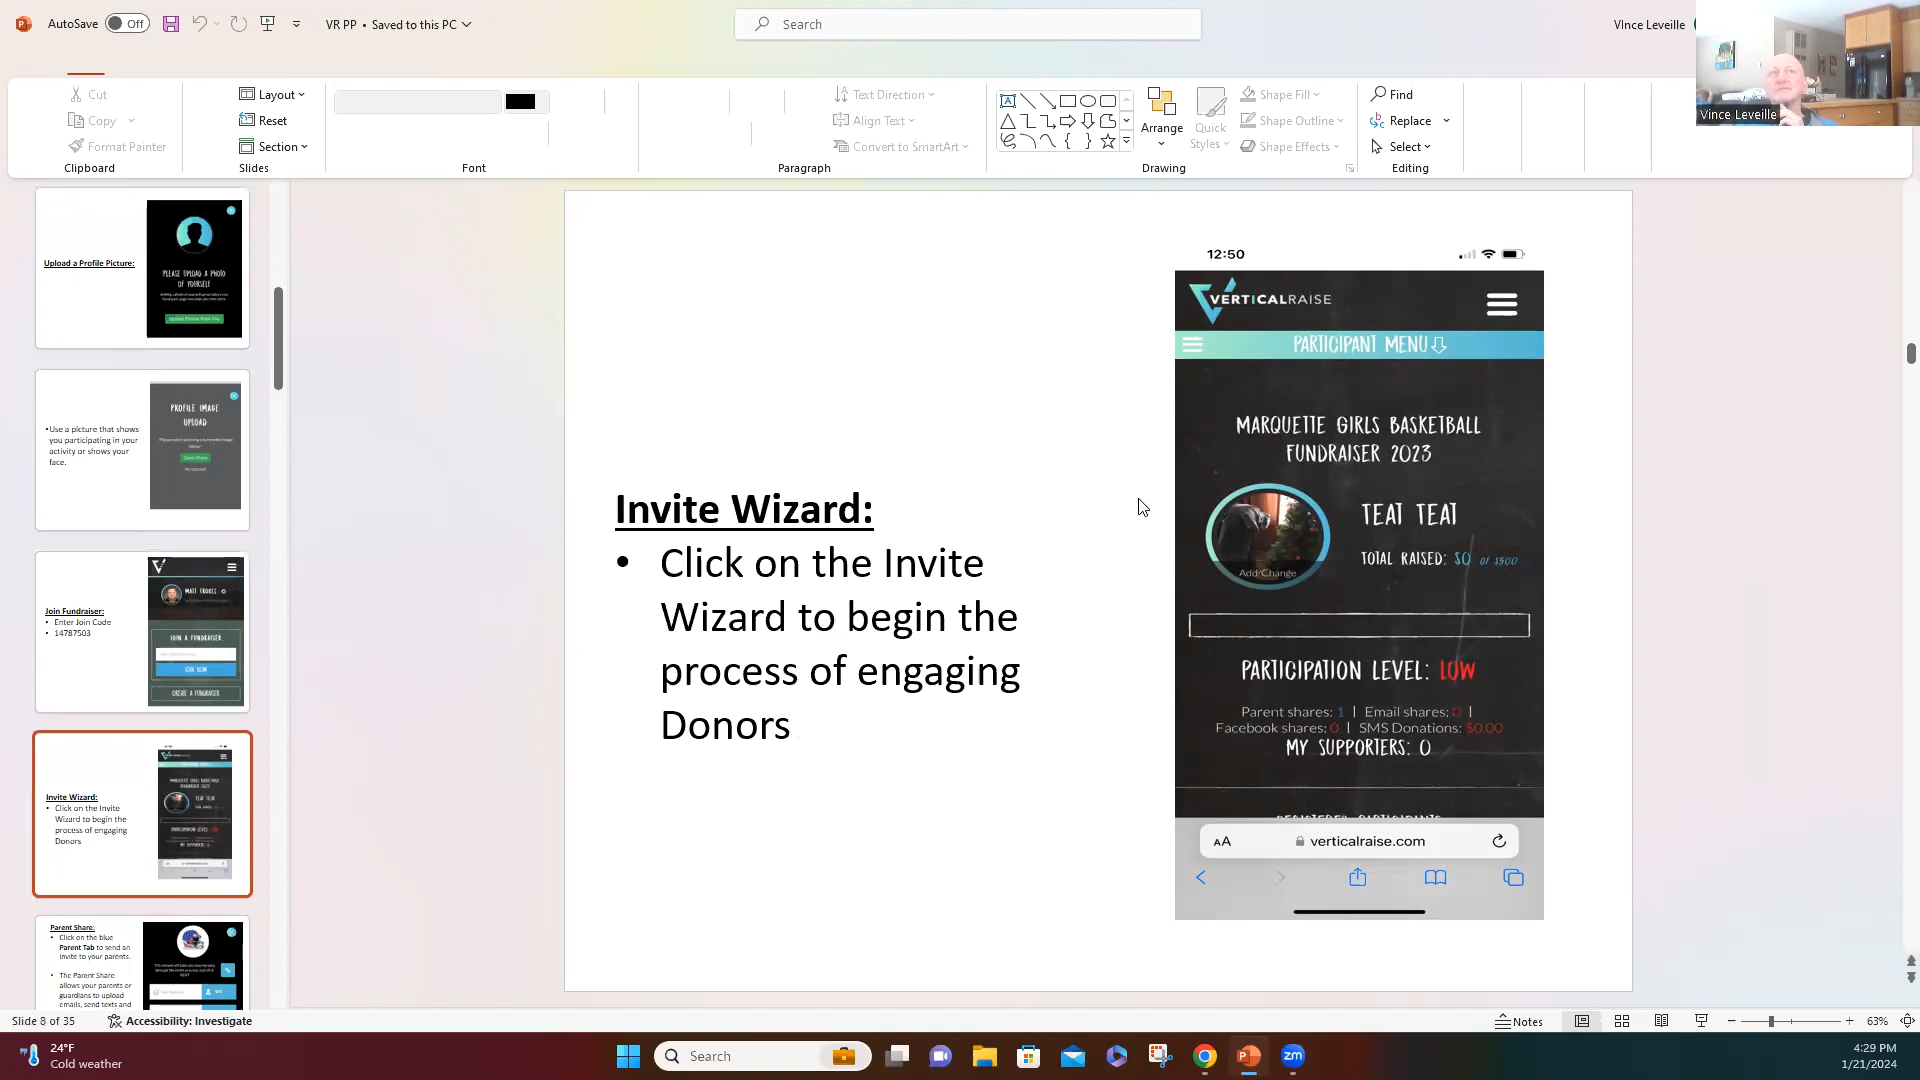 AutoSave Off
VR PP • Saved to this PC
Search
VInce Leveille
Vince Leveille
Cut
Copy
Format Painter
Clipboard
Layout
Reset
Section
Slides
Font
Text Direction
Align Text
Convert to SmartArt
Paragraph
Arrange
Quick
Styles
Shape Fill
Shape Outline
Shape Effects
Drawing
Find
Replace
Select
Editing
Upload a Profile Picture:
PLEASE UPLOAD A PHOTO
OF YOURSELF
Upload Picture From File
•Use a picture that shows
you participating in your
activity or shows your
face.
PROFILE IMAGE
UPLOAD
Join Fundraiser:
• Enter Join Code
• 14787503
JOIN A FUNDRAISER
JOIN NOW
CREATE A FUNDRAISER
Invite Wizard:
• Click on the Invite
Wizard to begin the
process of engaging
Donors
Parent Share:
• Click on the blue
Parent Tab to send an
invite to your parents.
• The Parent Share
allows your parents or
guardians to upload
emails, send texts and
Invite Wizard:
• Click on the Invite
Wizard to begin the
process of engaging
Donors
12:50
VERTICALRAISE
PARTICIPANT MENU
MARQUETTE GIRLS BASKETBALL
FUNDRAISER 2023
TEAT TEAT
TOTAL RAISED: $0 OF $500
Add/Change
PARTICIPATION LEVEL: LOW
Parent shares: 1 | Email shares: 0 |
Facebook shares: 0 | SMS Donations: $0.00
MY SUPPORTERS: 0
REGISTERED PARTICIPANTS
AA verticalraise.com
Slide 8 of 35
Accessibility: Investigate
Notes
63%
24°F
Cold weather
Search
zm
4:29 PM
1/21/2024